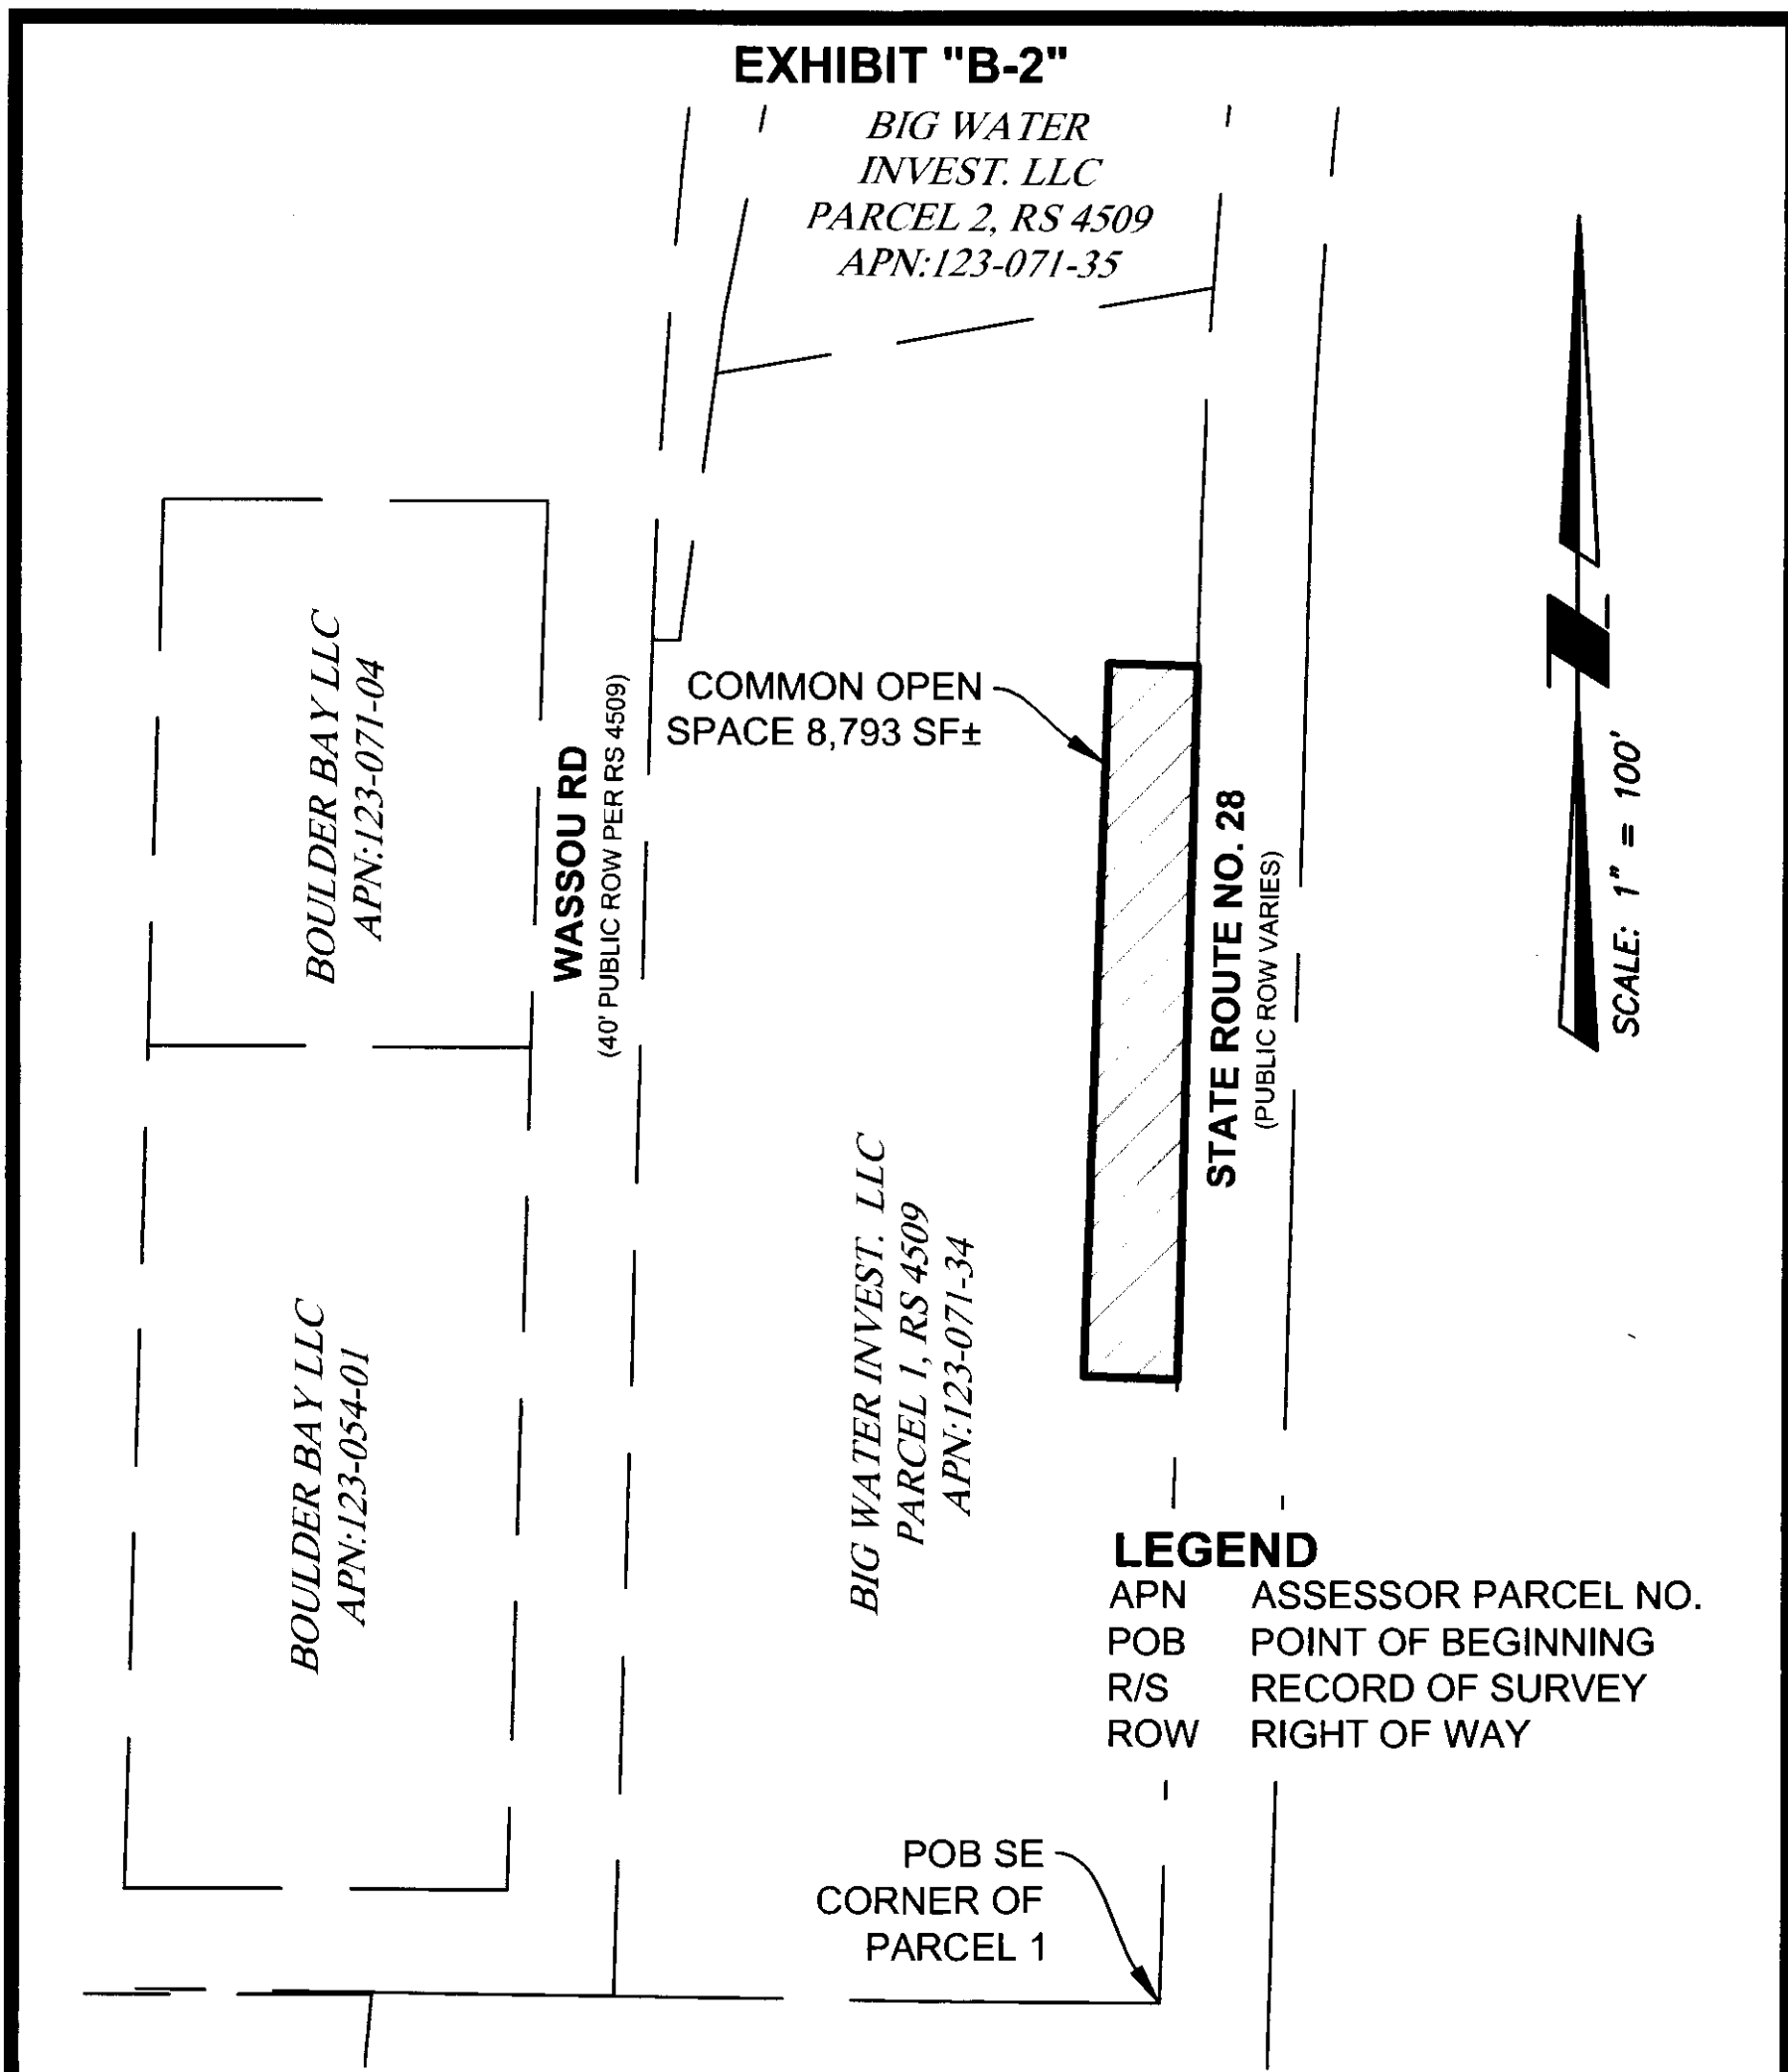 EXHIBIT "B-2"
BIG WATER
INVEST. LLC
PARCEL 2, RS 4509
APN:123-071-35
BOULDER BAY LLC
APN:123-071-04
WASSOU RD
(40' PUBLIC ROW PER RS 4509)
COMMON OPEN
SPACE 8,793 SF±
STATE ROUTE NO. 28
(PUBLIC ROW VARIES)
SCALE: 1" = 100'
BOULDER BAY LLC
APN:123-054-01
BIG WATER INVEST. LLC
PARCEL 1, RS 4509
APN:123-071-34
LEGEND
APN ASSESSOR PARCEL NO.
POB POINT OF BEGINNING
R/S RECORD OF SURVEY
ROW RIGHT OF WAY
POB SE
CORNER OF
PARCEL 1